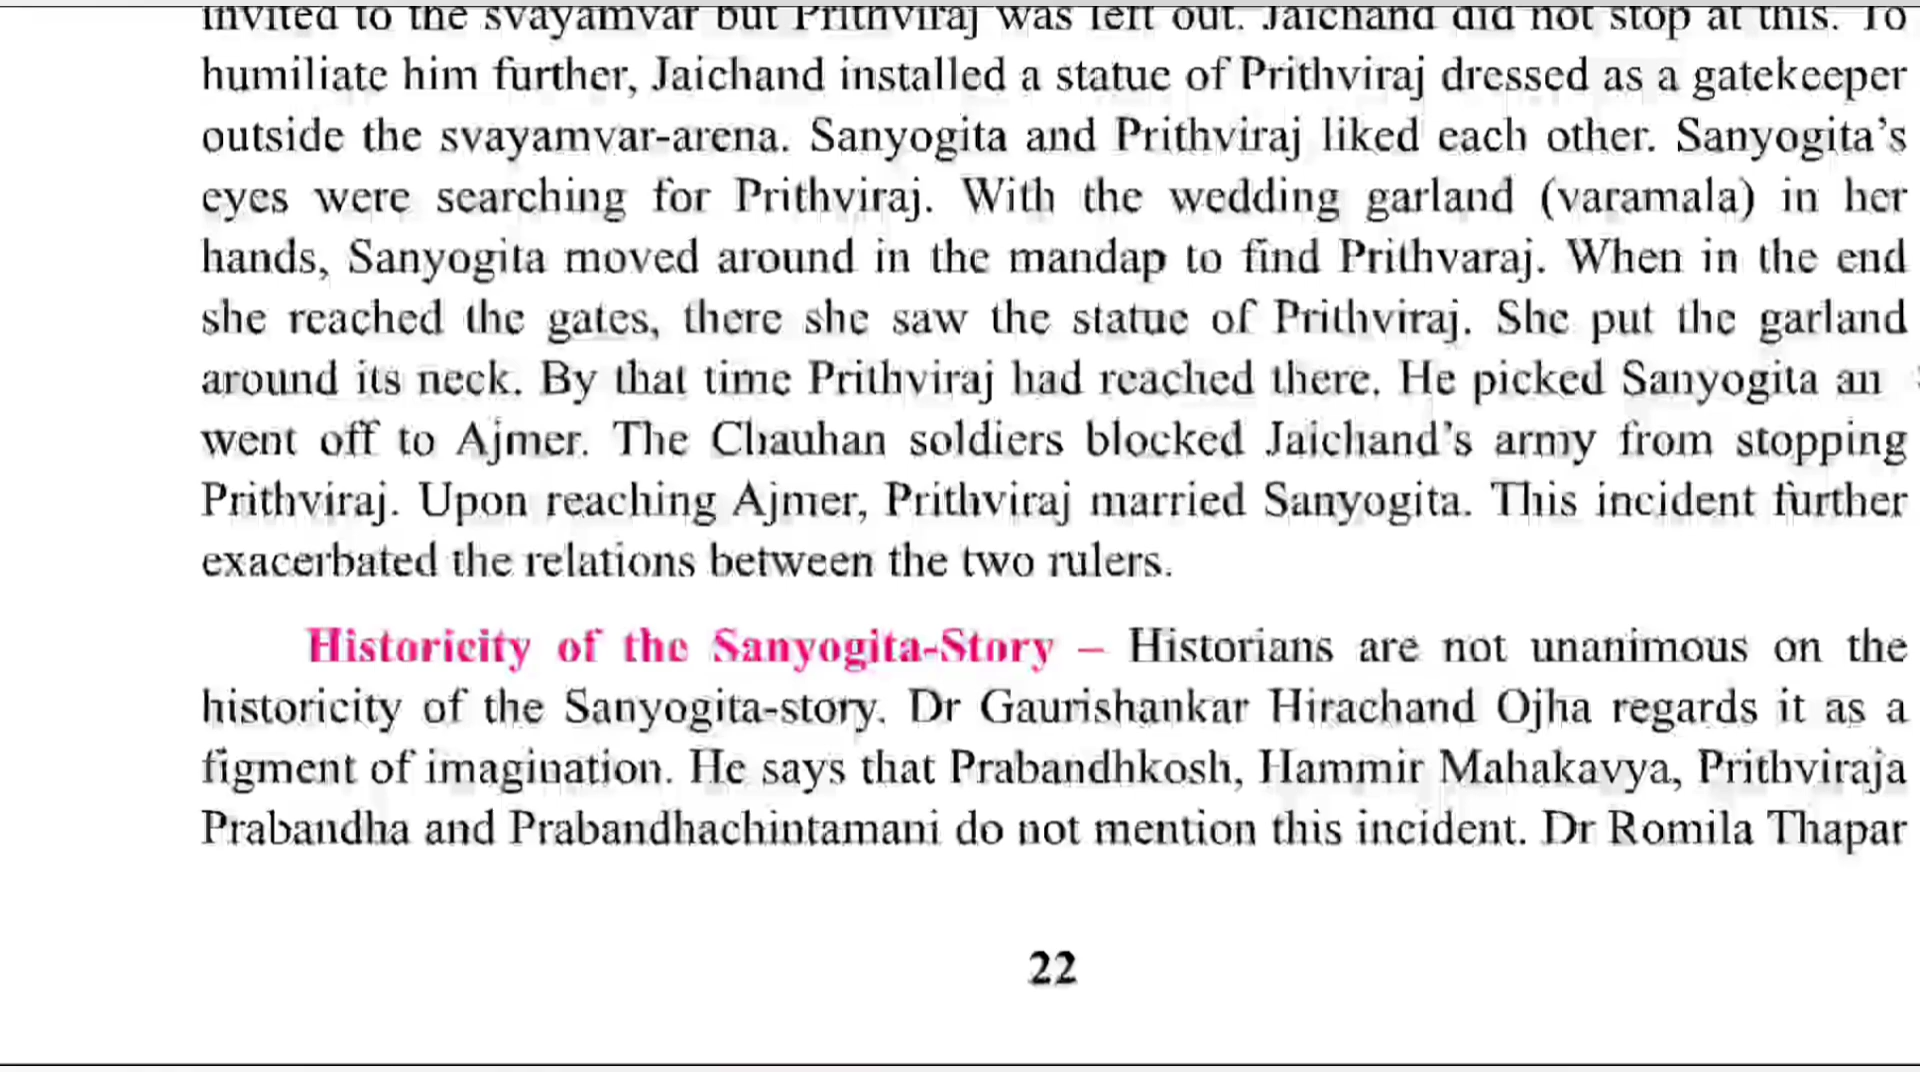 invited to the svayamvar but Prithviraj was left out. Jaichand did not stop at this. To
humiliate him further, Jaichand installed a statue of Prithviraj dressed as a gatekeeper
outside the svayamvar-arena. Sanyogita and Prithviraj liked each other. Sanyogita's
eyes were searching for Prithviraj. With the wedding garland (varamala) in her
hands, Sanyogita moved around in the mandap to find Prithvaraj. When in the end
she reached the gates, there she saw the statue of Prithviraj. She put the garland
around its neck. By that time Prithviraj had reached there. He picked Sanyogita an
went off to Ajmer. The Chauhan soldiers blocked Jaichand's army from stopping
Prithviraj. Upon reaching Ajmer, Prithviraj married Sanyogita. This incident further
exacerbated the relations between the two rulers.
Historicity of the Sanyogita-Story – Historians are not unanimous on the
historicity of the Sanyogita-story. Dr Gaurishankar Hirachand Ojha regards it as a
figment of imagination. He says that Prabandhkosh, Hammir Mahakavya, Prithviraja
Prabandha and Prabandhachintamani do not mention this incident. Dr Romila Thapar
22